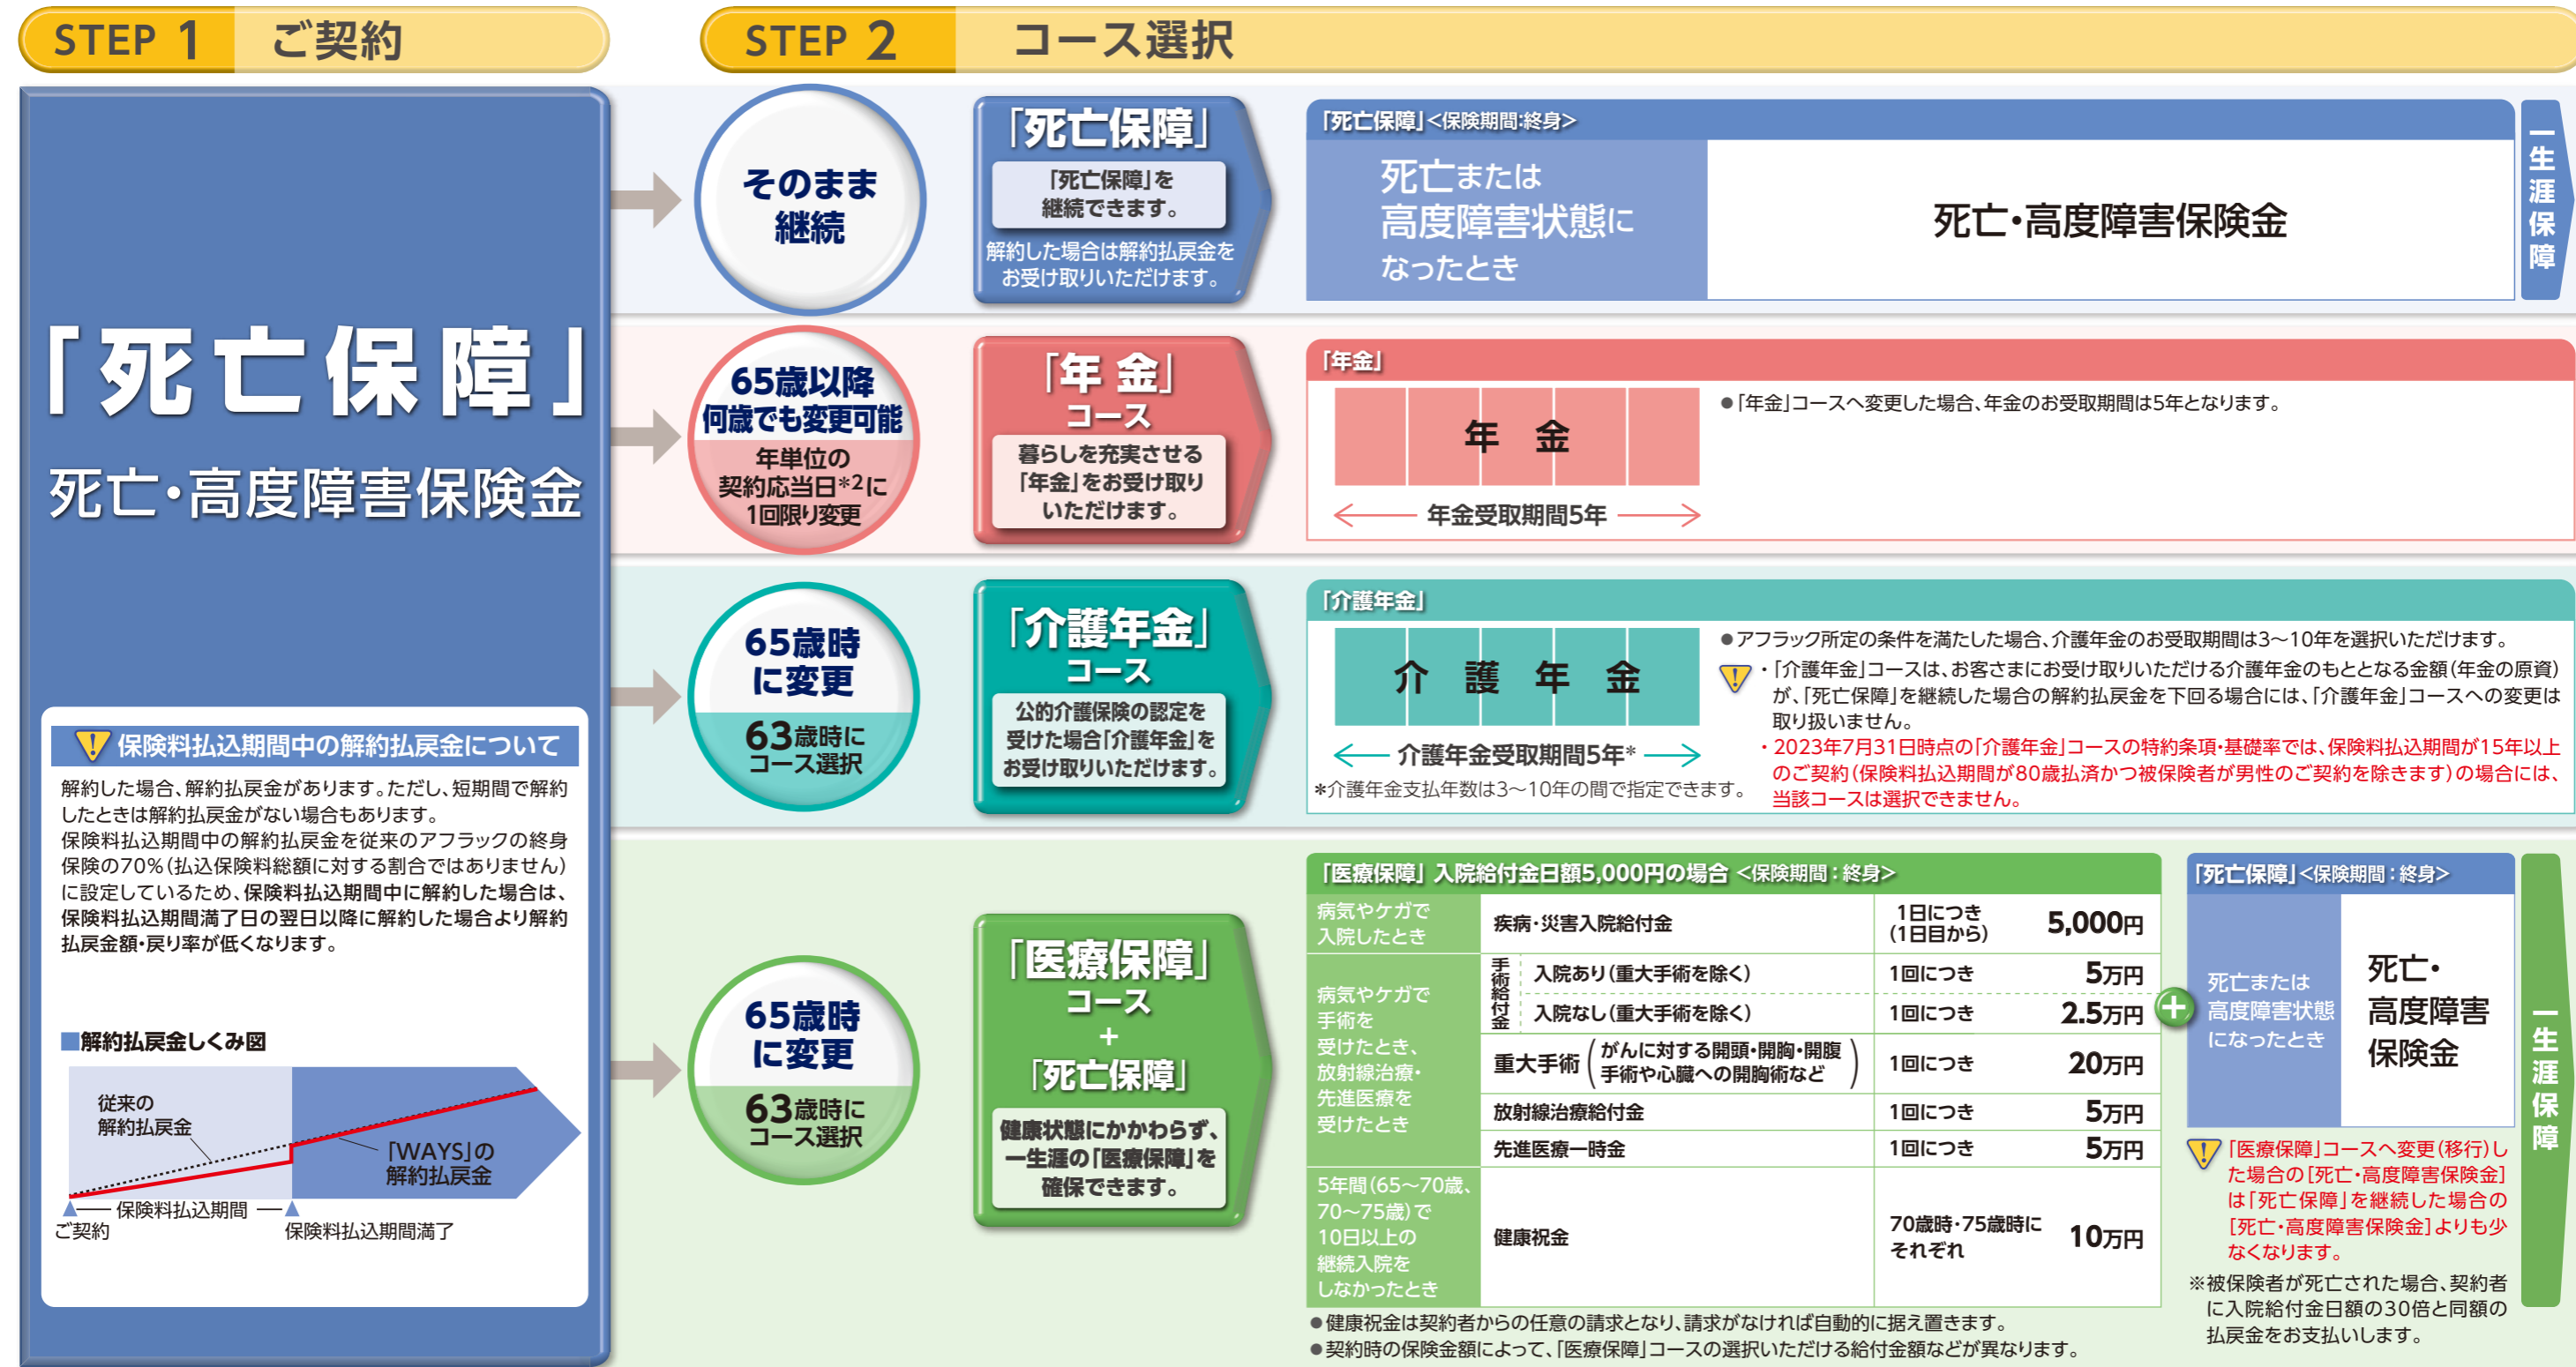 STEP 1 ご契約
STEP 2 コース選択
「死亡保障」
死亡・高度障害保険金
保険料払込期間中の解約払戻金について
解約した場合、解約払戻金があります。ただし、短期間で解約
したときは解約払戻金がない場合もあります。
保険料払込期間中の解約払戻金を従来のアフラックの終身
保険の70%(払込保険料総額に対する割合ではありません)
に設定しているため、保険料払込期間中に解約した場合は、
保険料払込期間満了日の翌日以降に解約した場合より解約
払戻金額・戻り率が低くなります。
■解約払戻金しくみ図
従来の
解約払戻金
「WAYS」の
解約払戻金
保険料払込期間
ご契約
保険料払込期間満了
そのまま
継続
「死亡保障」
「死亡保障」を
継続できます。
解約した場合は解約払戻金を
お受け取りいただけます。
「死亡保障」<保険期間:終身>
死亡または
高度障害状態に
なったとき
死亡・高度障害保険金
一生涯保障
65歳以降
何歳でも変更可能
年単位の
契約応当日*2に
1回限り変更
「年金」
コース
暮らしを充実させる
「年金」をお受け取り
いただけます。
「年金」
年金
年金受取期間5年
●「年金」コースへ変更した場合、年金のお受取期間は5年となります。
65歳時
に変更
63歳時に
コース選択
「介護年金」
コース
公的介護保険の認定を
受けた場合「介護年金」を
お受け取りいただけます。
「介護年金」
介護年金
介護年金受取期間5年*
*介護年金支払年数は3〜10年の間で指定できます。
●アフラック所定の条件を満たした場合、介護年金のお受取期間は3〜10年を選択いただけます。
・「介護年金」コースは、お客さまにお受け取りいただける介護年金のもととなる金額(年金の原資)
が、「死亡保障」を継続した場合の解約払戻金を下回る場合には、「介護年金」コースへの変更は
取り扱いません。
・2023年7月31日時点の「介護年金」コースの特約条項・基礎率では、保険料払込期間が15年以上
のご契約(保険料払込期間が80歳払済かつ被保険者が男性のご契約を除きます)の場合には、
当該コースは選択できません。
65歳時
に変更
63歳時に
コース選択
「医療保障」
コース
+
「死亡保障」
健康状態にかかわらず、
一生涯の「医療保障」を
確保できます。
「医療保障」入院給付金日額5,000円の場合 <保険期間:終身>
病気やケガで
入院したとき
疾病・災害入院給付金
1日につき
(1日目から)
5,000円
病気やケガで
手術を
受けたとき、
放射線治療・
先進医療を
受けたとき
手術給付金
入院あり(重大手術を除く) 1回につき 5万円
入院なし(重大手術を除く) 1回につき 2.5万円
重大手術(がんに対する開頭・開胸・開腹
手術や心臓への開胸術など) 1回につき 20万円
放射線治療給付金 1回につき 5万円
先進医療一時金 1回につき 5万円
5年間(65〜70歳、
70〜75歳)で
10日以上の
継続入院を
しなかったとき
健康祝金
70歳時・75歳時に
それぞれ
10万円
●健康祝金は契約者からの任意の請求となり、請求がなければ自動的に据え置きます。
●契約時の保険金額によって、「医療保障」コースの選択いただける給付金額などが異なります。
+
「死亡保障」<保険期間:終身>
死亡または
高度障害状態
になったとき
死亡・
高度障害
保険金
「医療保障」コースへ変更(移行)し
た場合の[死亡・高度障害保険金]
は「死亡保障」を継続した場合の
[死亡・高度障害保険金]よりも少
なくなります。
※被保険者が死亡された場合、契約者
に入院給付金日額の30倍と同額の
払戻金をお支払いします。
一生涯保障